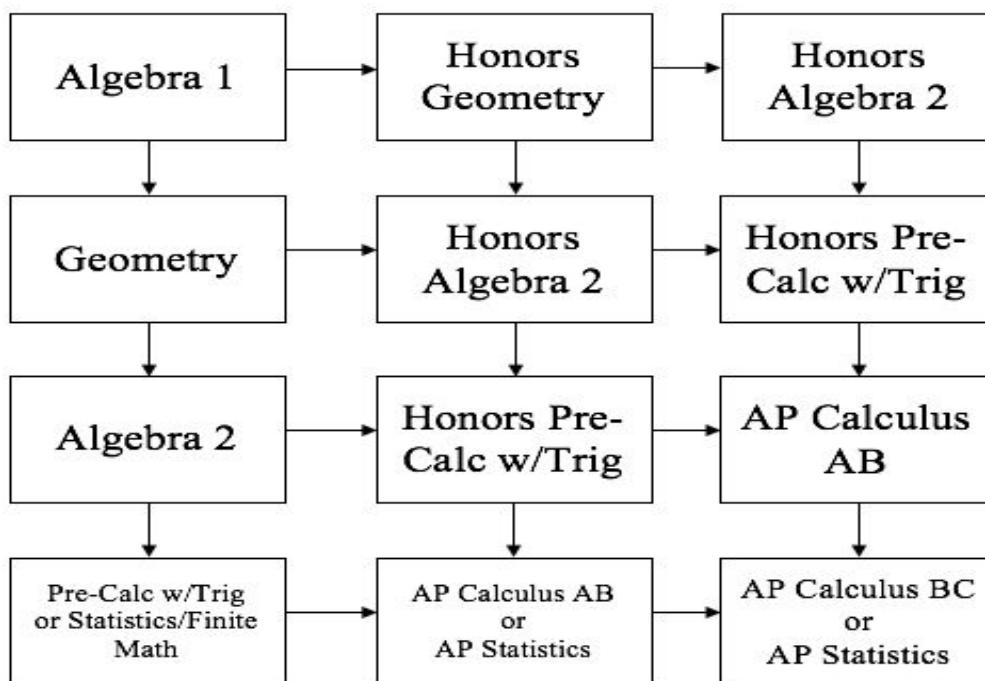 Algebra 1
Honors
Geometry
Honors
Algebra 2
Geometry
Honors
Algebra 2
Honors Pre-
Calc w/Trig
Algebra 2
Honors Pre-
Calc w/Trig
AP Calculus
AB
Pre-Calc w/Trig
or Statistics/Finite
Math
AP Calculus AB
or
AP Statistics
AP Calculus BC
or
AP Statistics